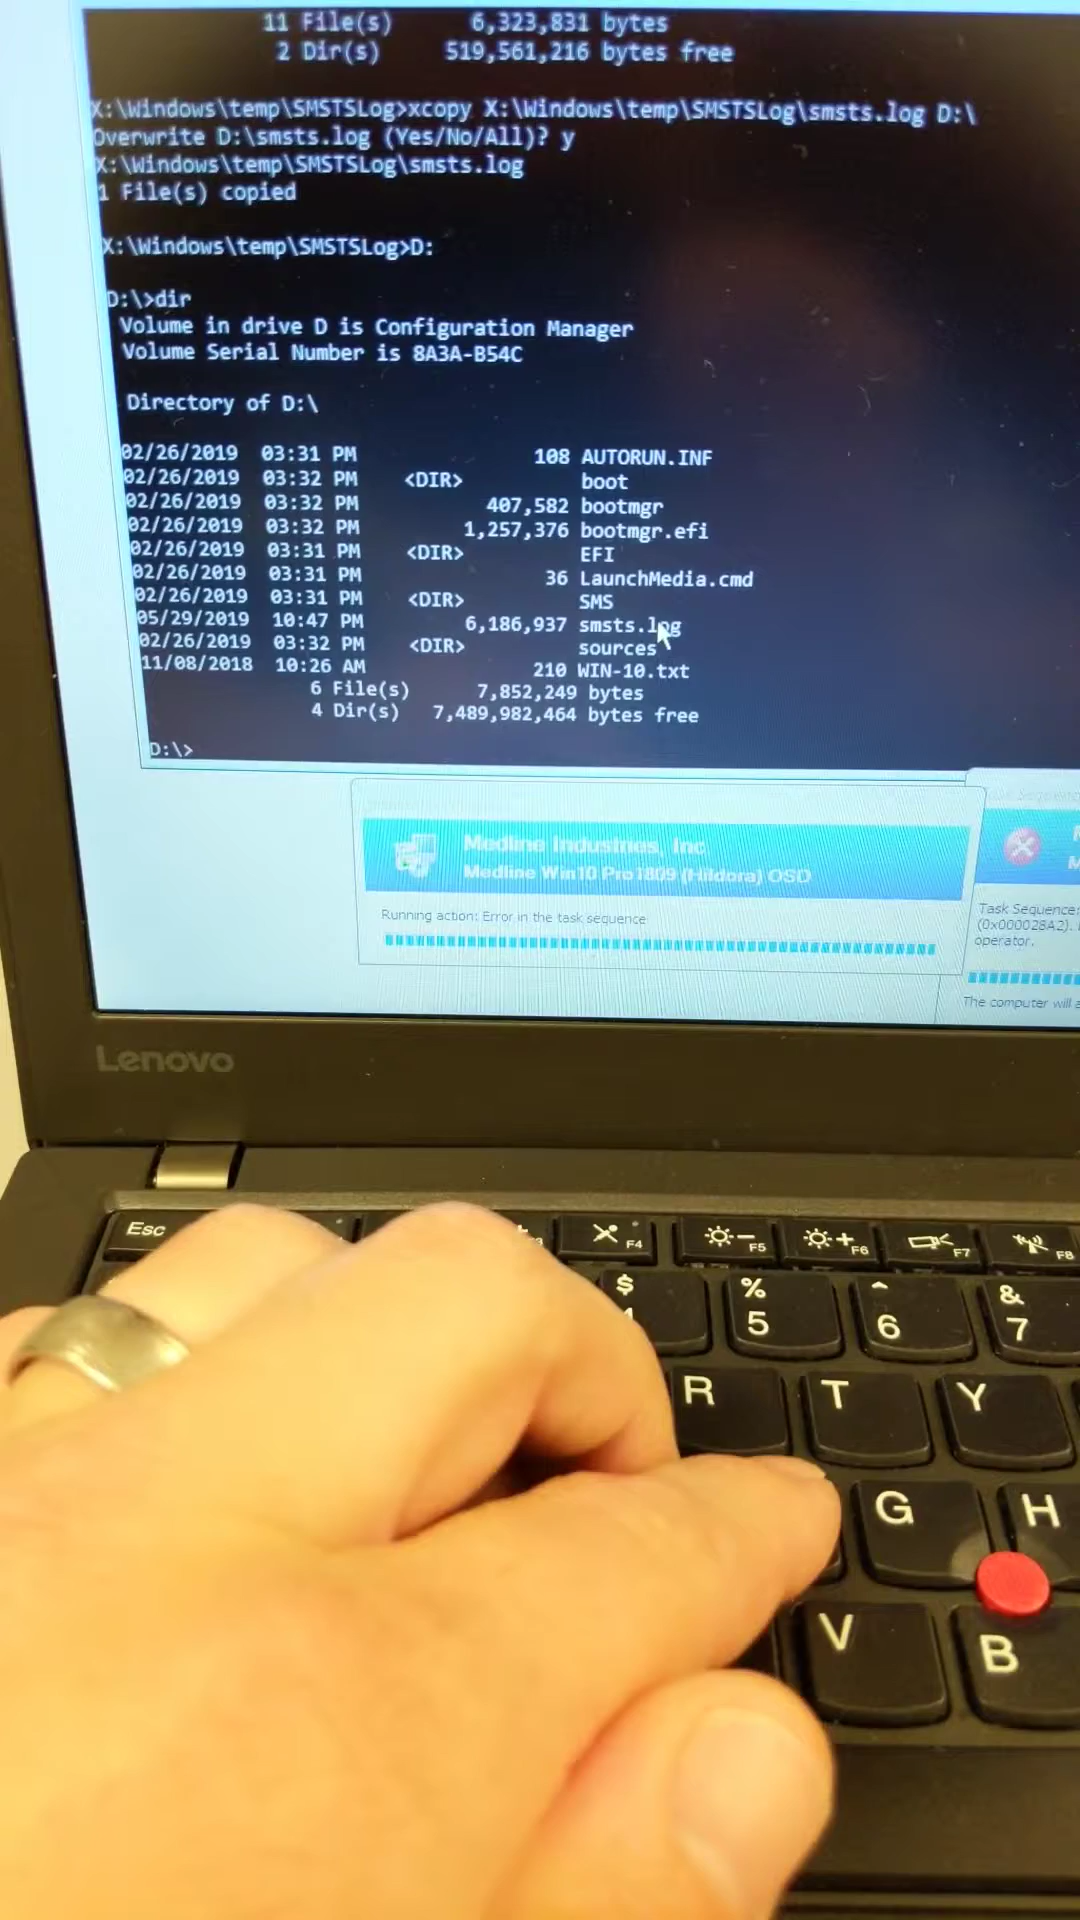 11 File(s)      6,323,831 bytes
2 Dir(s)     519,561,216 bytes free
X:\Windows\temp\SMSTSLog>xcopy X:\Windows\temp\SMSTSLog\smsts.log D:\
Overwrite D:\smsts.log (Yes/No/All)? y
X:\Windows\temp\SMSTSLog\smsts.log
1 File(s) copied
X:\Windows\temp\SMSTSLog>D:
D:\>dir
Volume in drive D is Configuration Manager
Volume Serial Number is 8A3A-B54C
Directory of D:\
02/26/2019  03:31 PM               108 AUTORUN.INF
02/26/2019  03:32 PM    <DIR>          boot
02/26/2019  03:32 PM           407,582 bootmgr
02/26/2019  03:32 PM         1,257,376 bootmgr.efi
02/26/2019  03:31 PM    <DIR>          EFI
02/26/2019  03:31 PM                36 LaunchMedia.cmd
02/26/2019  03:31 PM    <DIR>          SMS
05/29/2019  10:47 PM         6,186,937 smsts.log
02/26/2019  03:32 PM    <DIR>          sources
11/08/2018  10:26 AM               210 WIN-10.txt
6 File(s)      7,852,249 bytes
4 Dir(s)   7,489,982,464 bytes free
D:\>
Medline Industries, Inc
Medline Win10 Pro 1809 (Hildora) OSD
Running action: Error in the task sequence
Task Sequence:
(0x000028A2).
operator.
The computer will
Lenovo
Esc F4 F5 F6 F7 F8
$ % ^ &
4 5 6 7
R T Y
G H
V B